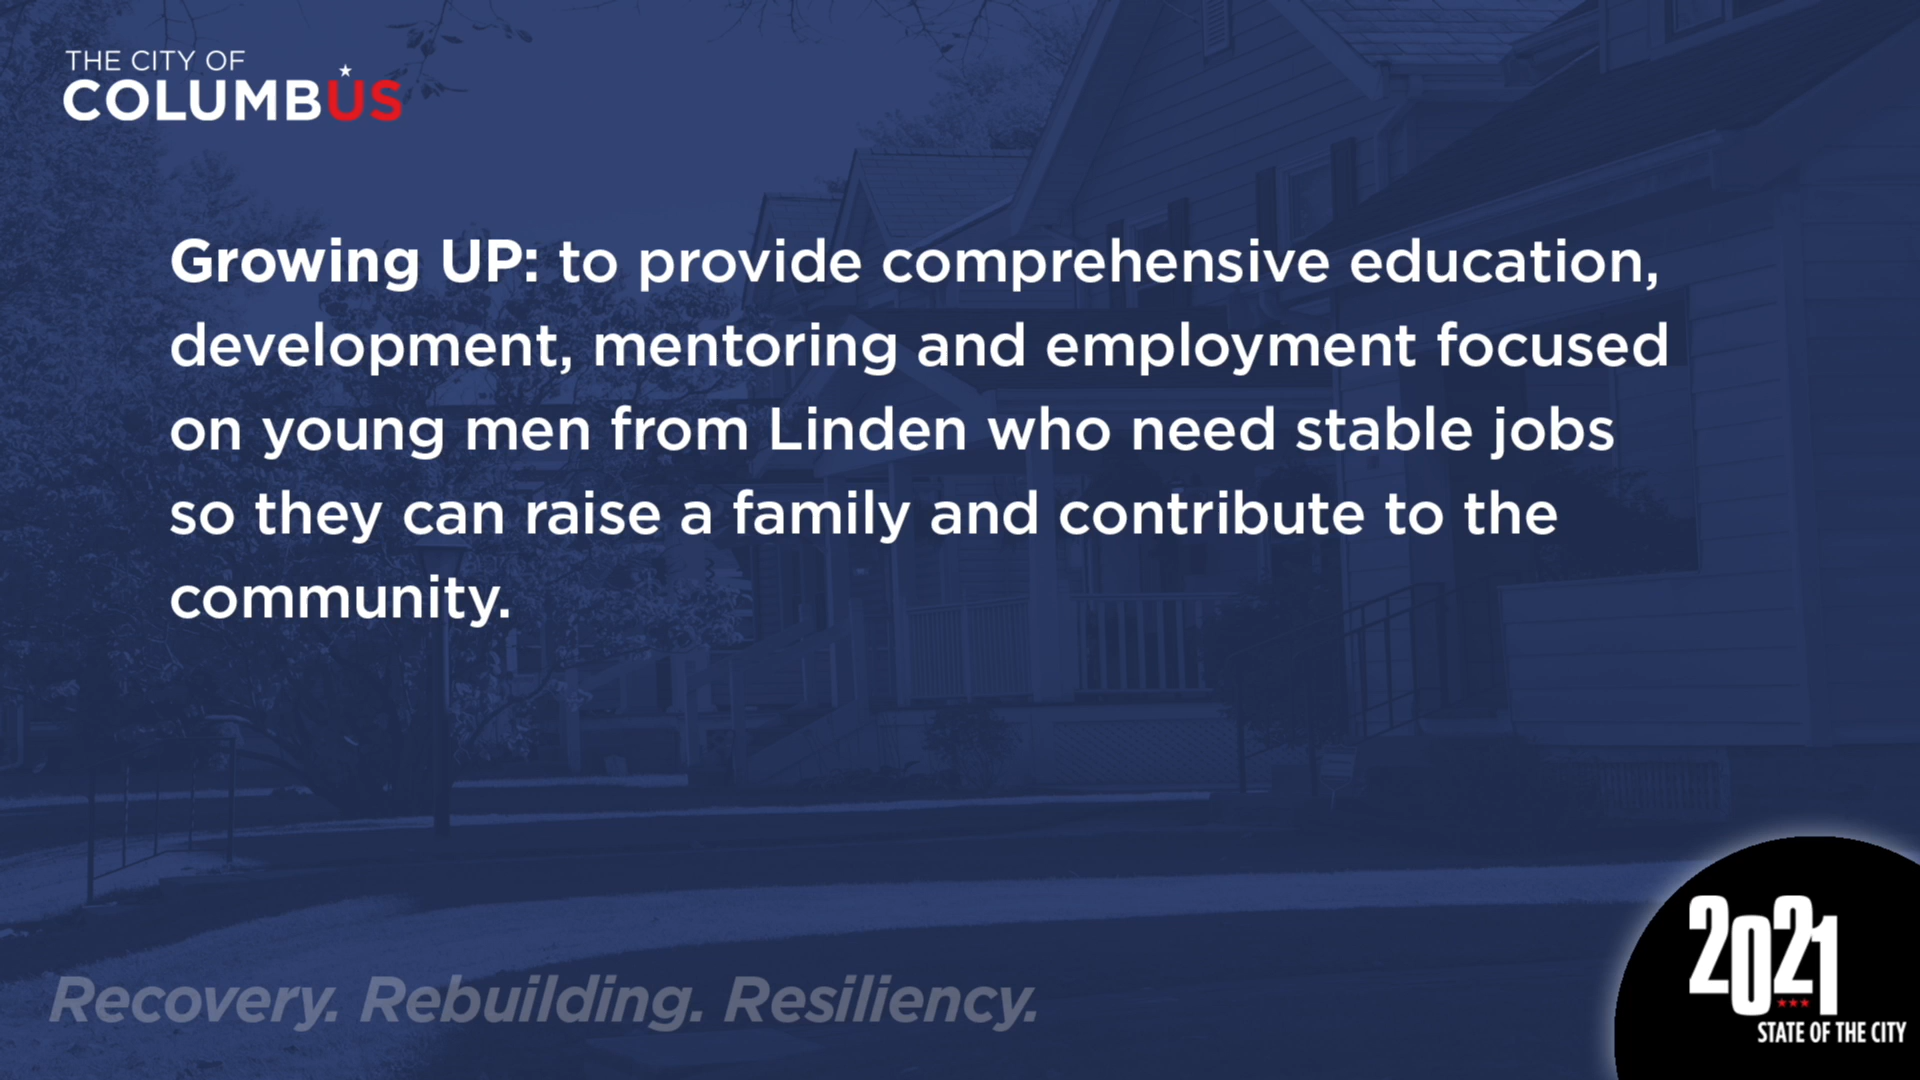 THE CITY OF
COLUMBUS
Growing UP: to provide comprehensive education,
development, mentoring and employment focused
on young men from Linden who need stable jobs
so they can raise a family and contribute to the
community.
Recovery. Rebuilding. Resiliency.
2021
STATE OF THE CITY